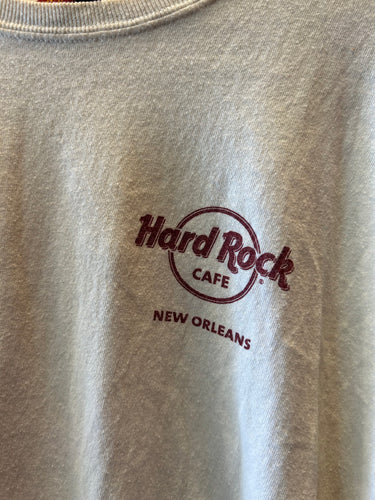 Hard Rock
CAFE
®
NEW ORLEANS